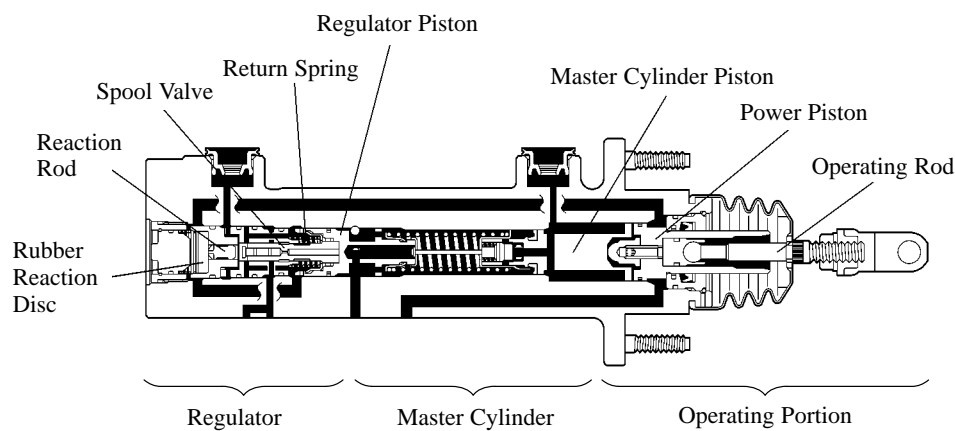 Regulator Piston
Return Spring
Master Cylinder Piston
Spool Valve
Power Piston
Reaction
Rod
Operating Rod
Rubber
Reaction
Disc
Regulator
Master Cylinder
Operating Portion